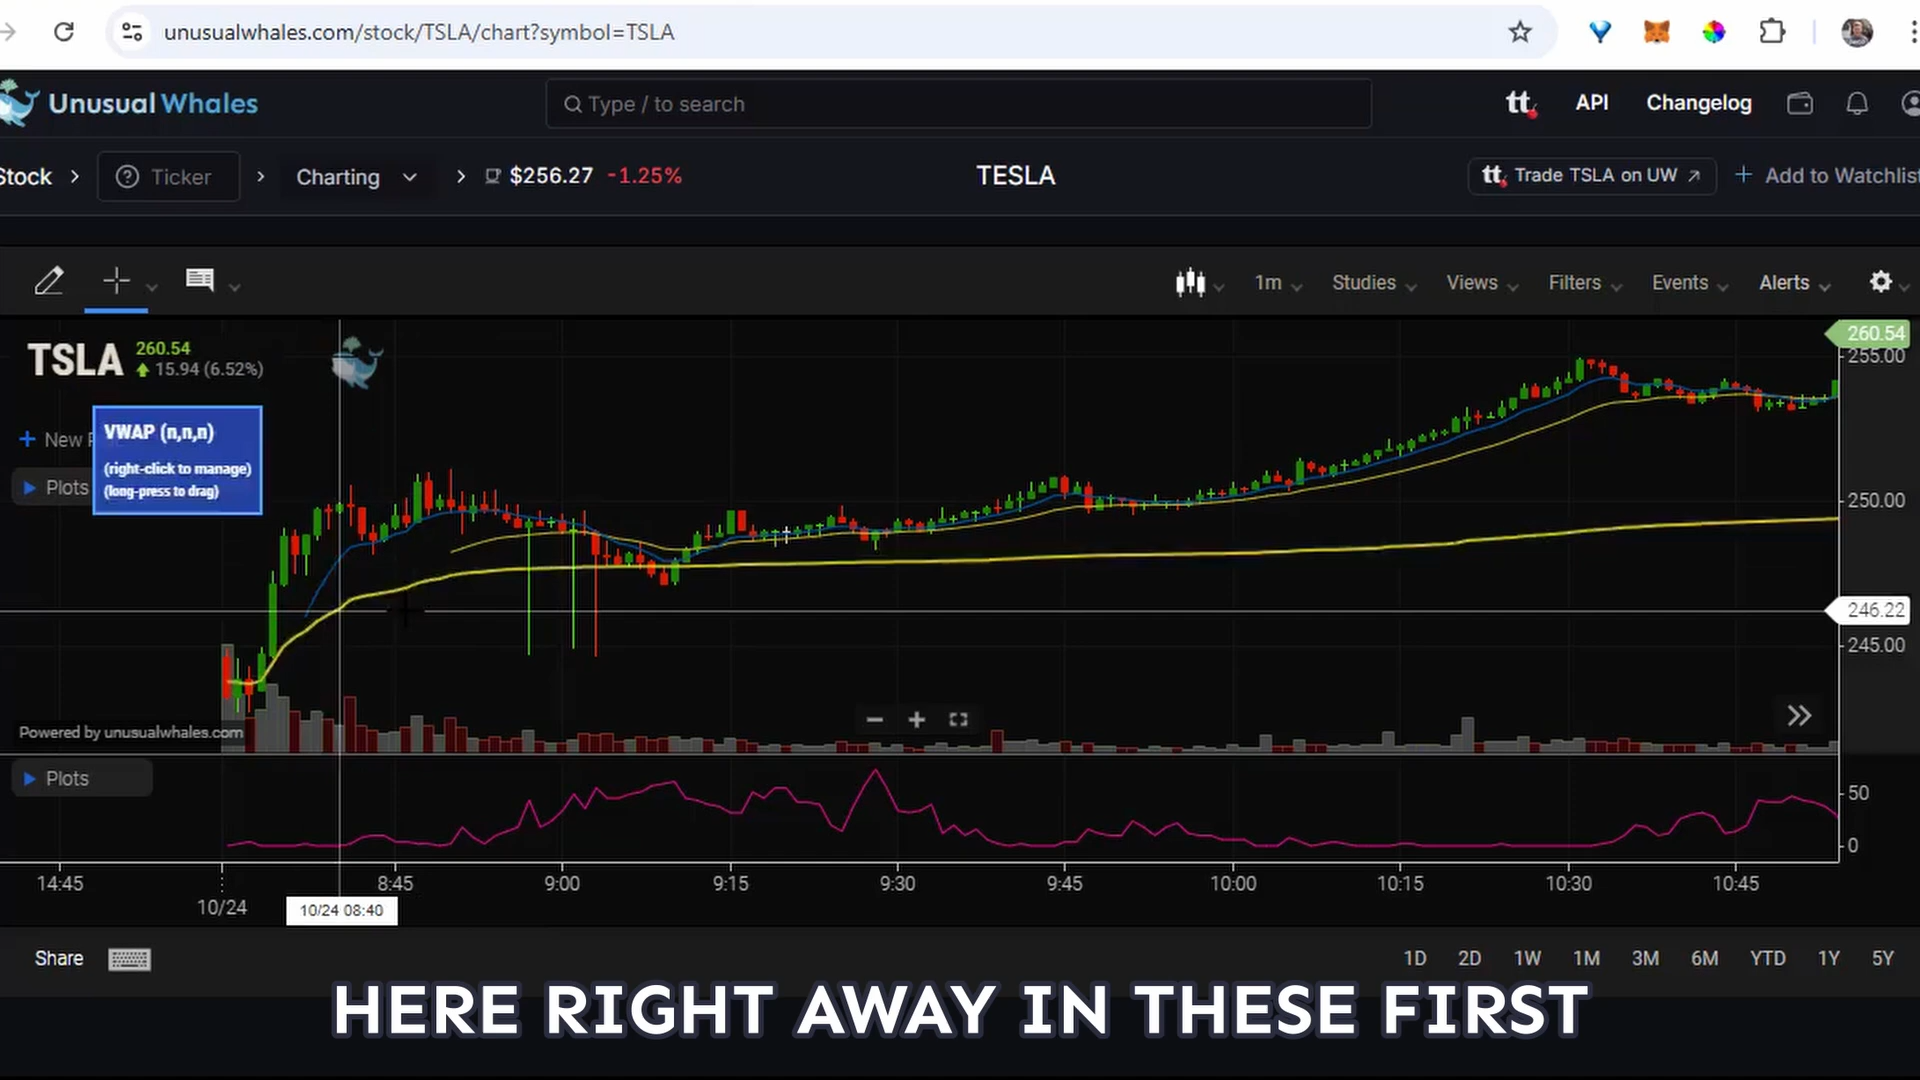 unusualwhales.com/stock/TSLA/chart?symbol=TSLA
Unusual Whales
Type / to search
tt
API
Changelog
Stock
Ticker
Charting
$256.27 -1.25%
TESLA
tt Trade TSLA on UW
Add to Watchlist
1m
Studies
Views
Filters
Events
Alerts
TSLA
260.54
15.94 (6.52%)
New
VWAP (n,n,n)
(right-click to manage)
(long-press to drag)
Plots
260.54
255.00
250.00
246.22
245.00
Powered by unusualwhales.com
Plots
50
0
14:45
8:45
9:00
9:15
9:30
9:45
10:00
10:15
10:30
10:45
10/24
10/24 08:40
Share
1D
2D
1W
1M
3M
6M
YTD
1Y
5Y
HERE RIGHT AWAY IN THESE FIRST